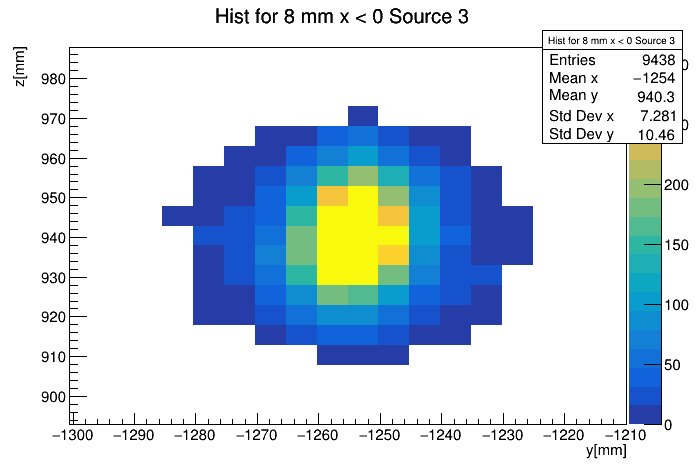 Hist for 8 mm x < 0 Source 3
z[mm]
Hist for 8 mm x < 0 Source 3
Entries 9438
Mean x −1254
Mean y 940.3
Std Dev x 7.281
Std Dev y 10.46
980
970
960
950
940
930
920
910
900
200
150
100
50
0
−1300 −1290 −1280 −1270 −1260 −1250 −1240 −1230 −1220 −1210
y[mm]